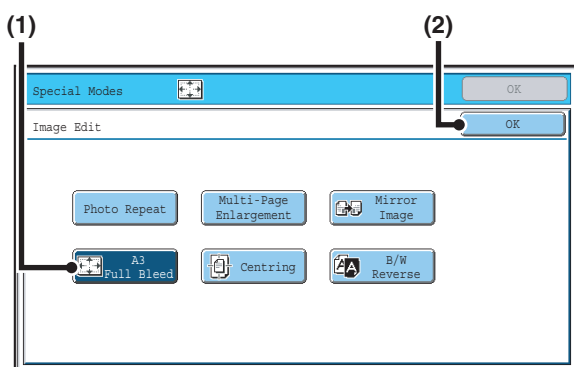 (1) (2)
Special Modes OK
Image Edit OK
Photo Repeat
Multi-Page
Enlargement
Mirror
Image
A3
Full Bleed
Centring
B/W
Reverse